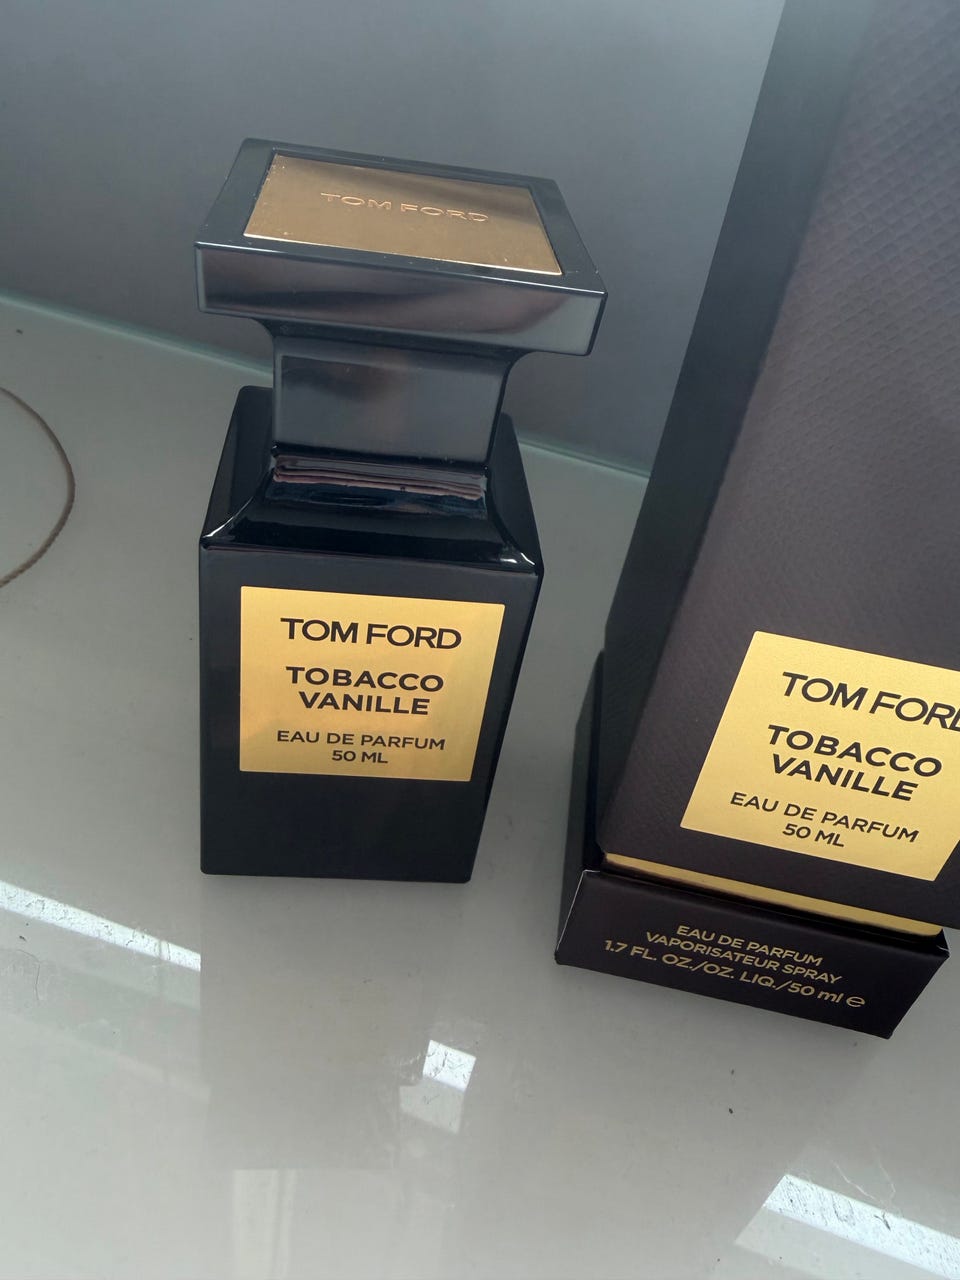 TOM FORD
TOM FORD
TOBACCO
VANILLE
EAU DE PARFUM
50 ML
TOM FORD
TOBACCO
VANILLE
EAU DE PARFUM
50 ML
EAU DE PARFUM
VAPORISATEUR SPRAY
1.7 FL. OZ./OZ. LIQ./50 ml ℮